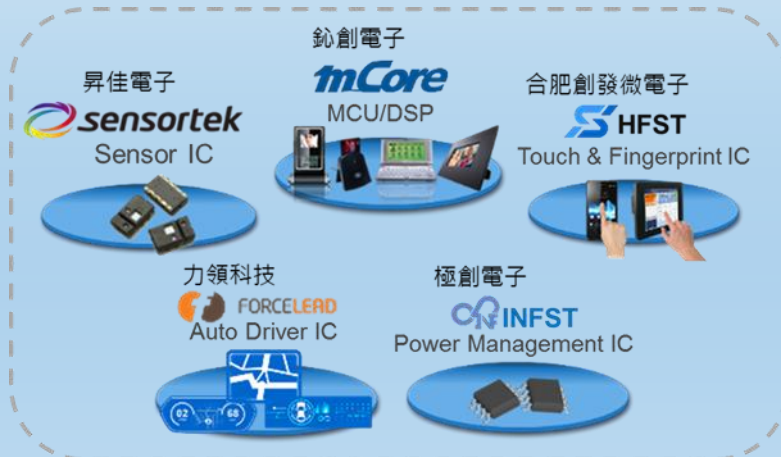 鈊創電子
mCore
MCU/DSP
昇佳電子
sensortek
Sensor IC
合肥創發微電子
HFST
Touch & Fingerprint IC
力領科技
FORCELEAD
Auto Driver IC
02
68
極創電子
INFST
Power Management IC